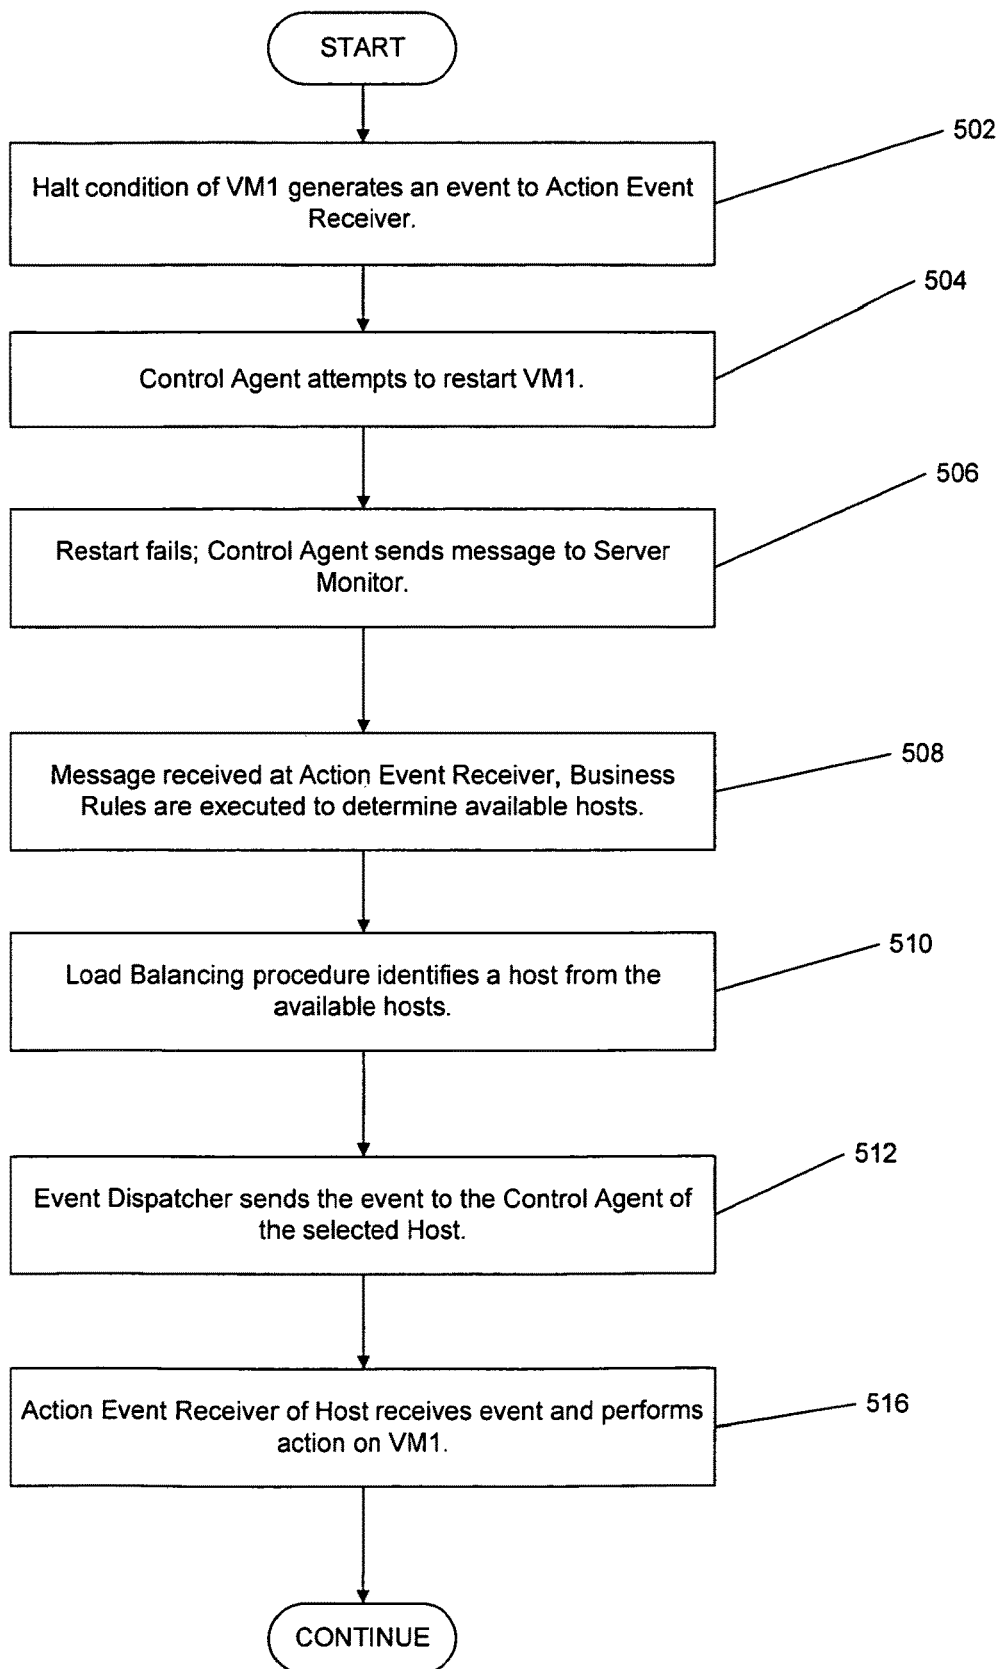 START
502
Halt condition of VM1 generates an event to Action Event
Receiver.
504
Control Agent attempts to restart VM1.
506
Restart fails; Control Agent sends message to Server
Monitor.
508
Message received at Action Event Receiver, Business
Rules are executed to determine available hosts.
510
Load Balancing procedure identifies a host from the
available hosts.
512
Event Dispatcher sends the event to the Control Agent of
the selected Host.
516
Action Event Receiver of Host receives event and performs
action on VM1.
CONTINUE